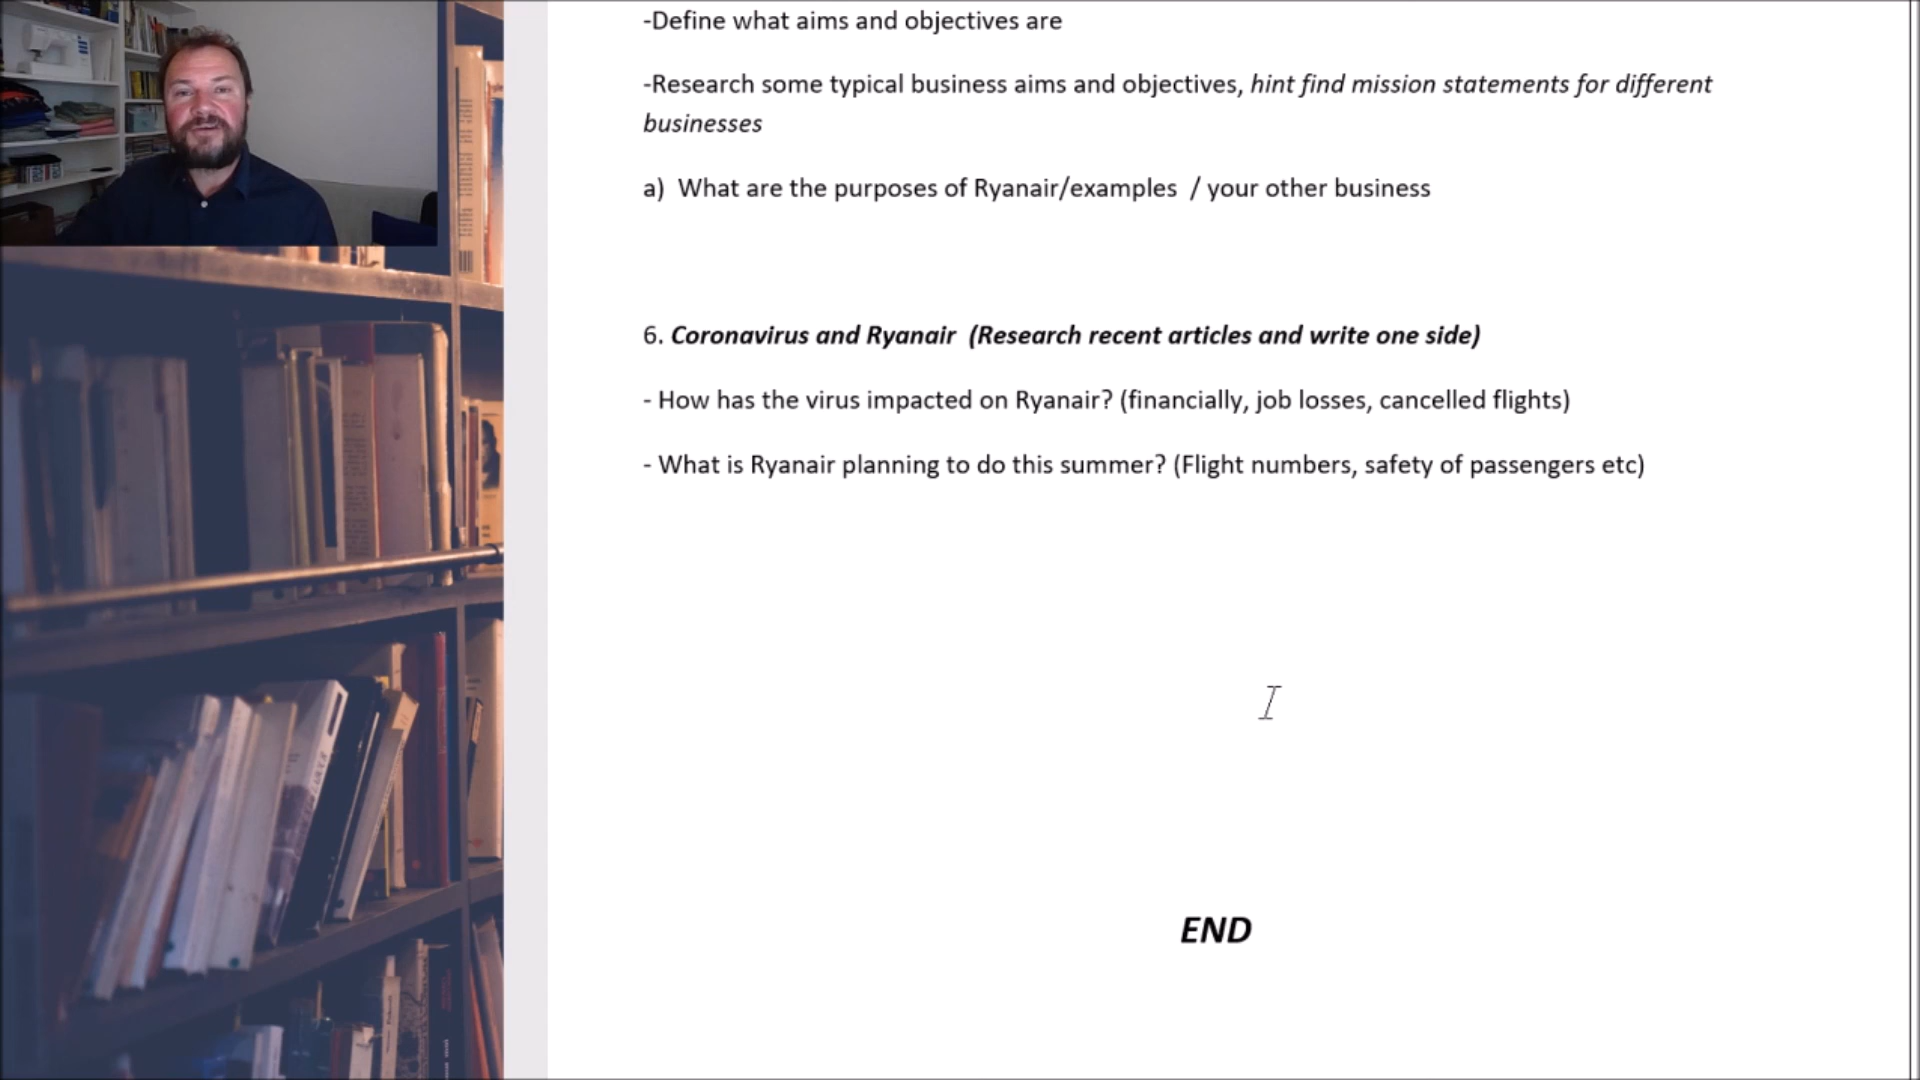 -Define what aims and objectives are
-Research some typical business aims and objectives, hint find mission statements for different
businesses
a)  What are the purposes of Ryanair/examples  / your other business
6. Coronavirus and Ryanair  (Research recent articles and write one side)
- How has the virus impacted on Ryanair? (financially, job losses, cancelled flights)
- What is Ryanair planning to do this summer? (Flight numbers, safety of passengers etc)
END